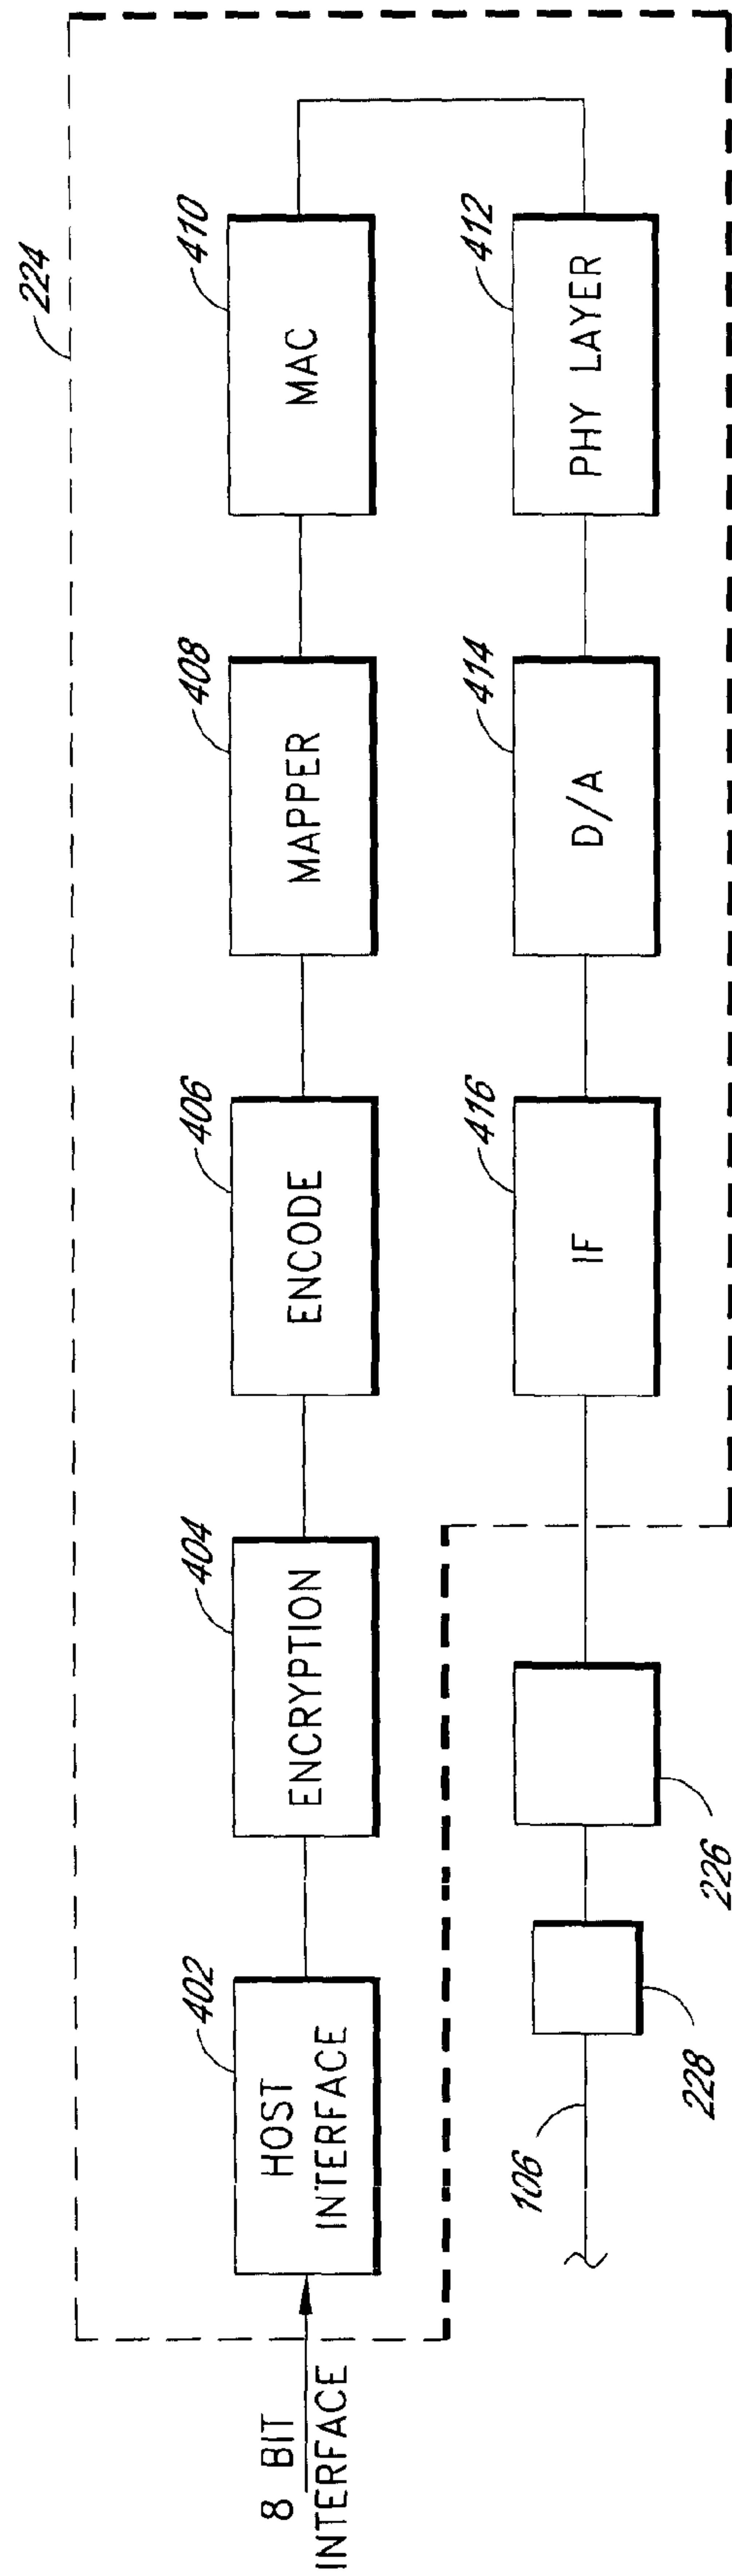 224
8 BIT
INTERFACE
402
HOST
INTERFACE
404
ENCRYPTION
406
ENCODE
408
MAPPER
410
MAC
412
PHY LAYER
414
D/A
416
IF
226
228
106